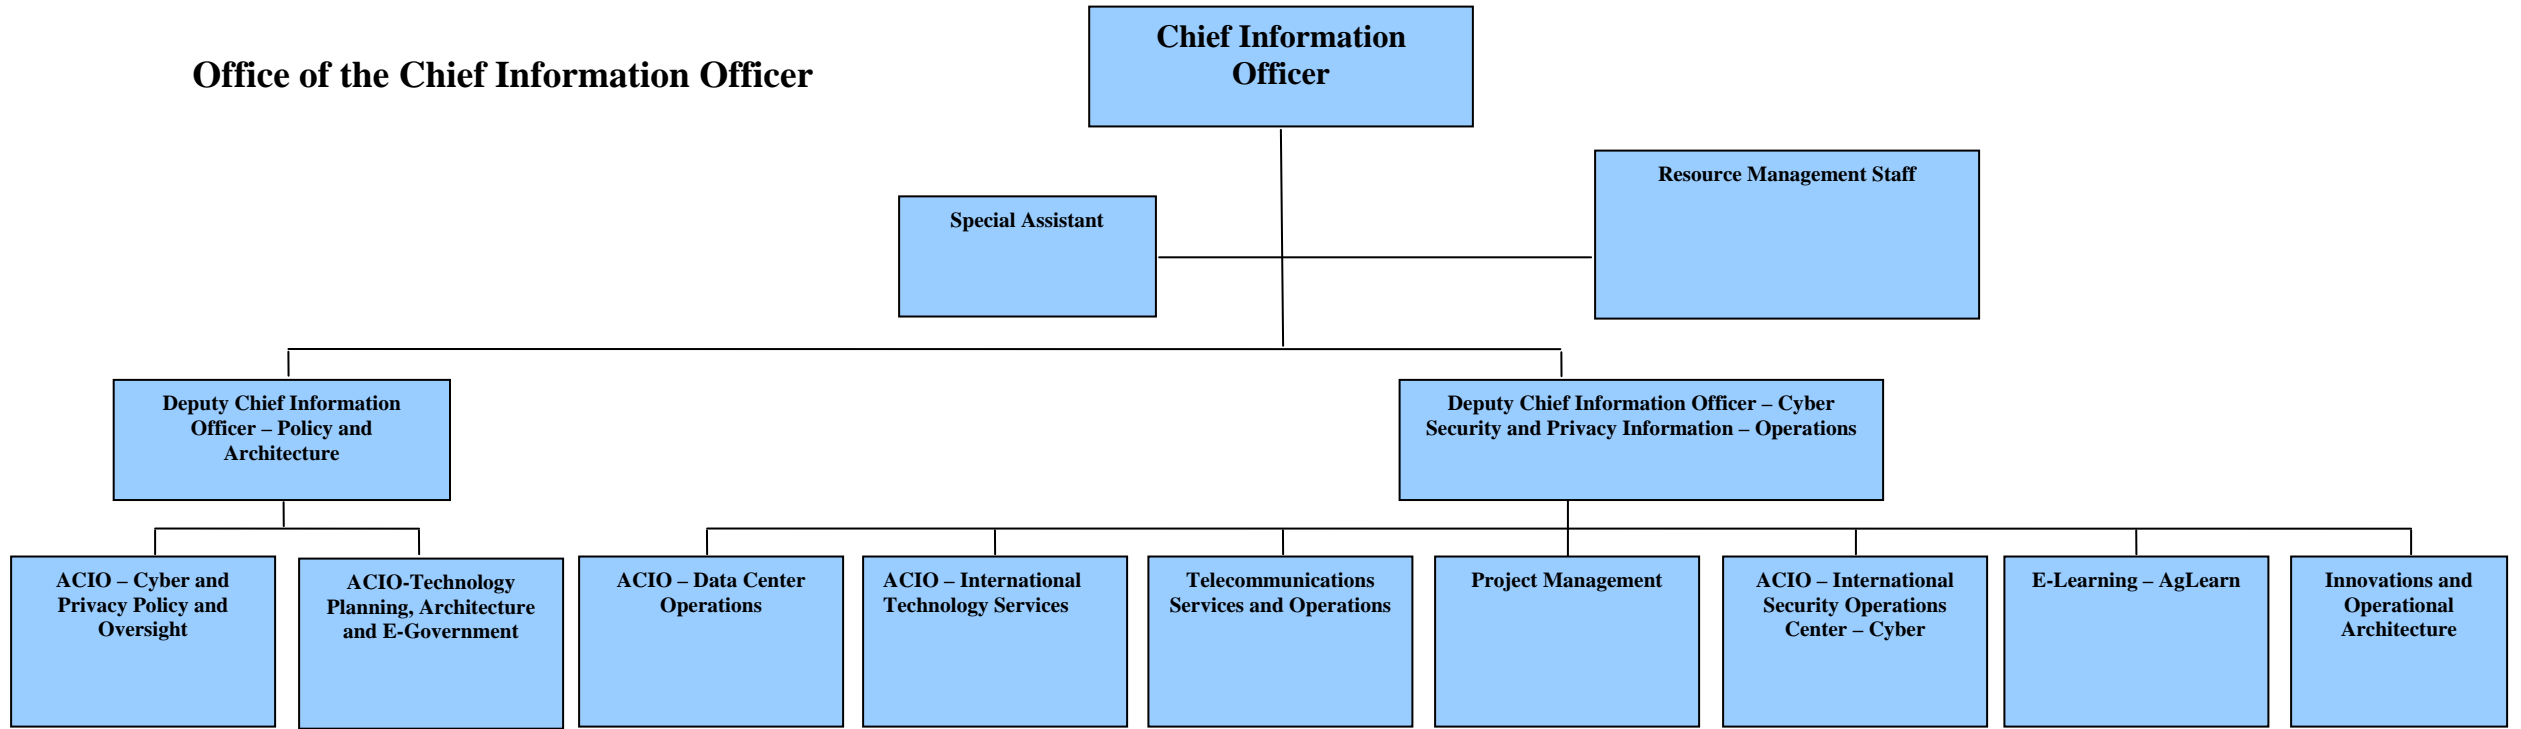 Chief Information
Officer
Office of the Chief Information Officer
Resource Management Staff
Special Assistant
Deputy Chief Information
Officer – Policy and
Architecture
Deputy Chief Information Officer – Cyber
Security and Privacy Information – Operations
ACIO – Cyber and
Privacy Policy and
Oversight
ACIO-Technology
Planning, Architecture
and E-Government
ACIO – Data Center
Operations
ACIO – International
Technology Services
Telecommunications
Services and Operations
Project Management
ACIO – International
Security Operations
Center – Cyber
E-Learning – AgLearn
Innovations and
Operational
Architecture